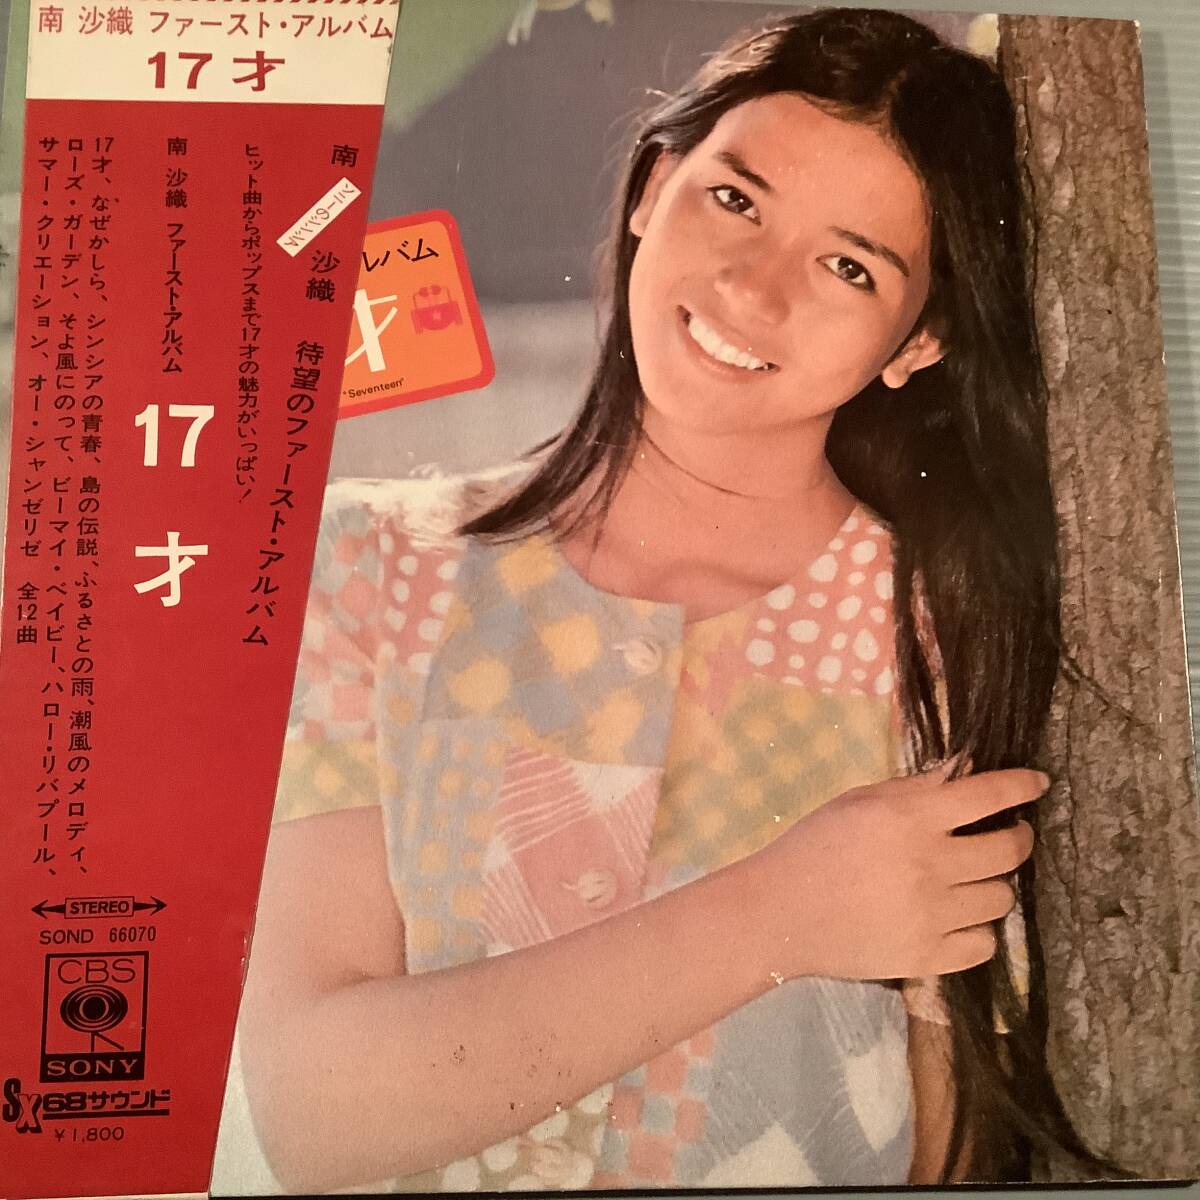 南 沙織 ファースト・アルバム
17才
南 沙織 待望のファースト・アルバム
ソニーのシンシア
ヒット曲からポップスまで17才の魅力がいっぱい!
南 沙織 ファースト・アルバム
17才
17才、なぜかしら、シンシアの青春、島の伝説、ふるさとの雨、潮風のメロディ、
ローズ・ガーデン、そよ風にのって、ビーマイ・ベイビー、ハロー・リバプール、
サマー・クリエーション、オー・シャンゼリゼ 全12曲
ルバム
才
"Seventeen"
STEREO
SOND 66070
CBS
SONY
SX68サウンド
¥1,800